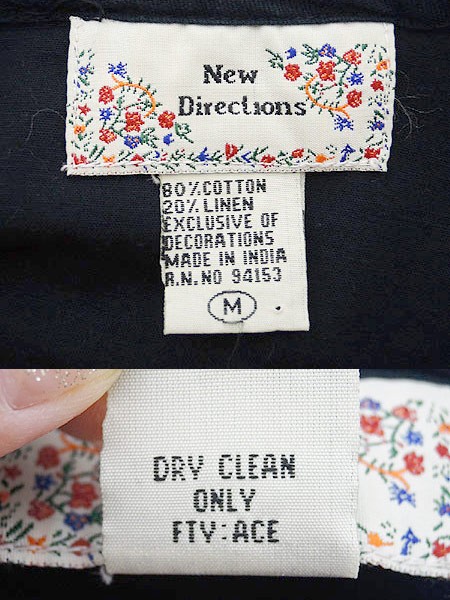 New
Directions
80% COTTON
20% LINEN
EXCLUSIVE OF
DECORATIONS
MADE IN INDIA
R.N.NO 94153
M
DRY CLEAN
ONLY
FTY:ACE